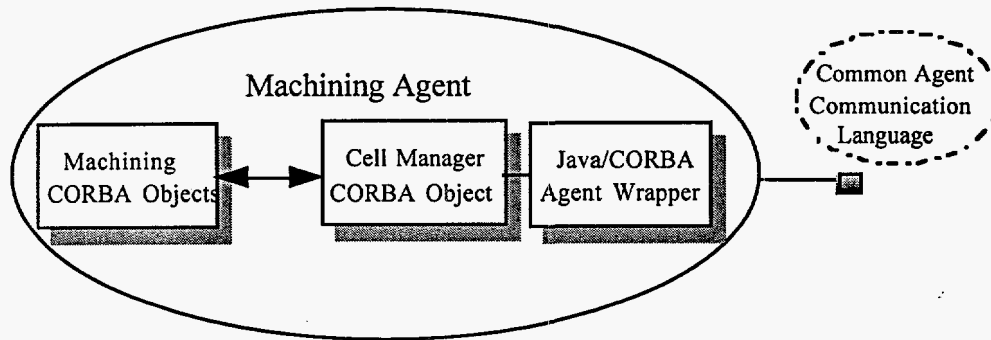 Machining Agent
Machining
CORBA Objects
Cell Manager
CORBA Object
Java/CORBA
Agent Wrapper
Common Agent
Communication
Language